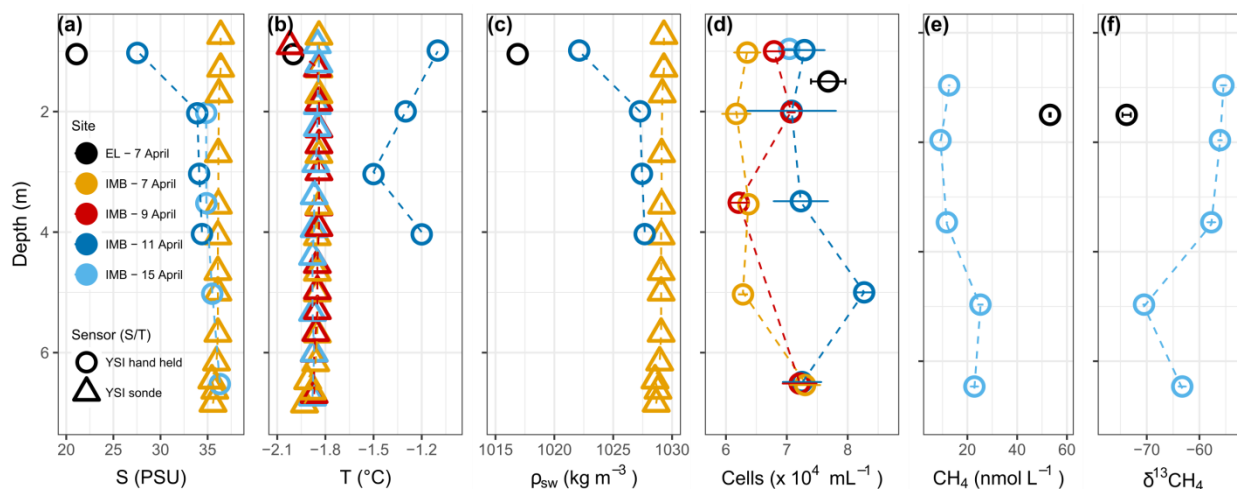 (a) (b) (c) (d) (e) (f)
Depth (m)
2
4
6
Site
EL – 7 April
IMB – 7 April
IMB – 9 April
IMB – 11 April
IMB – 15 April
Sensor (S/T)
YSI hand held
YSI sonde
20 25 30 35 −2.1 −1.8 −1.5 −1.2 1015 1020 1025 1030 6 7 8 20 40 60 −70 −60
S (PSU) T (°C) ρsw (kg m⁻³) Cells (x 10⁴ mL⁻¹) CH₄ (nmol L⁻¹) δ¹³CH₄